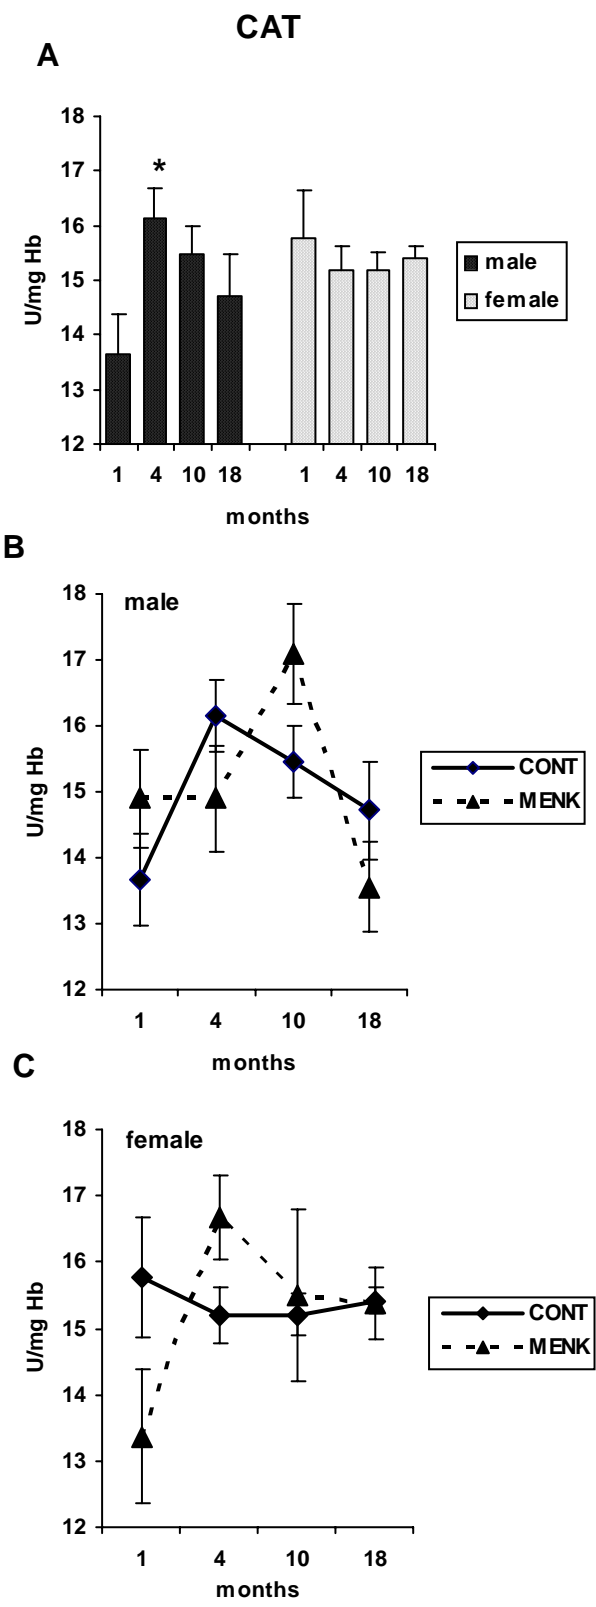 CAT
A
18
17
16
15
14
13
12
U/mg Hb
*
male
female
1 4 10 18 1 4 10 18
months
B
18
17
16
15
14
13
12
U/mg Hb
male
CONT
MENK
1 4 10 18
months
C
18
17
16
15
14
13
12
U/mg Hb
female
CONT
MENK
1 4 10 18
months